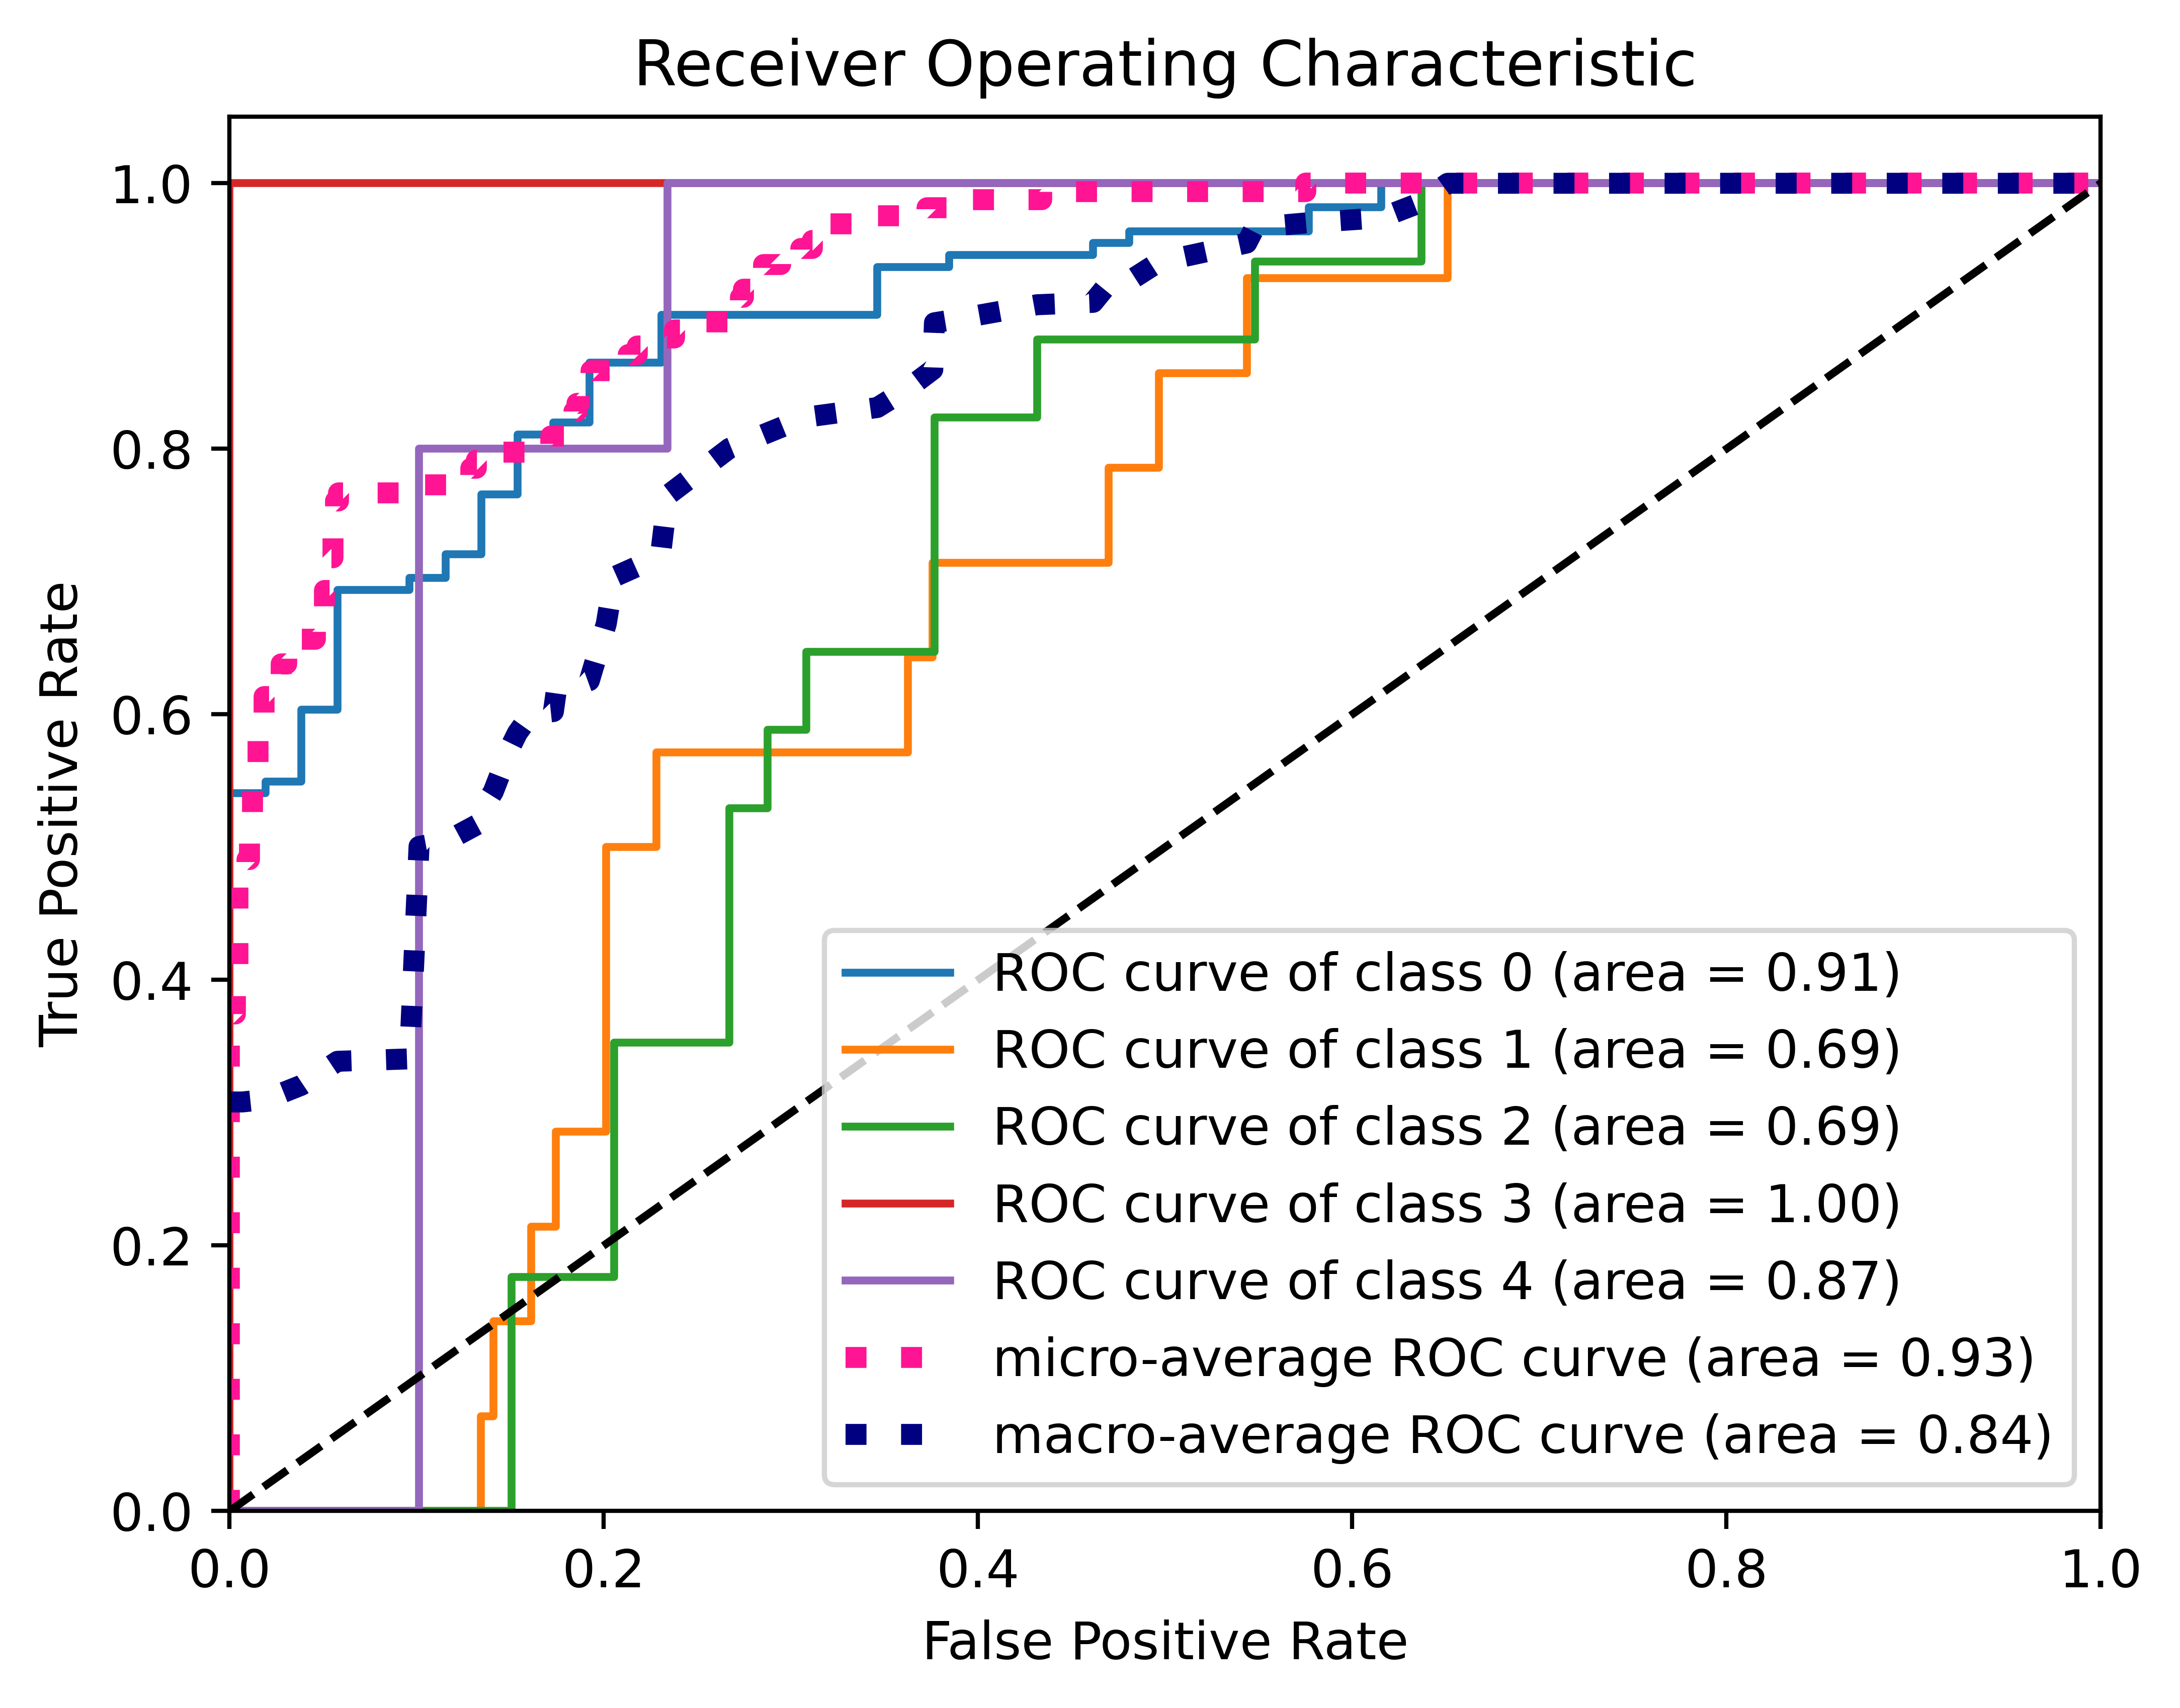 Receiver Operating Characteristic
True Positive Rate
1.0
0.8
0.6
0.4
0.2
0.0
ROC curve of class 0 (area = 0.91)
ROC curve of class 1 (area = 0.69)
ROC curve of class 2 (area = 0.69)
ROC curve of class 3 (area = 1.00)
ROC curve of class 4 (area = 0.87)
micro-average ROC curve (area = 0.93)
macro-average ROC curve (area = 0.84)
0.0 0.2 0.4 0.6 0.8 1.0
False Positive Rate